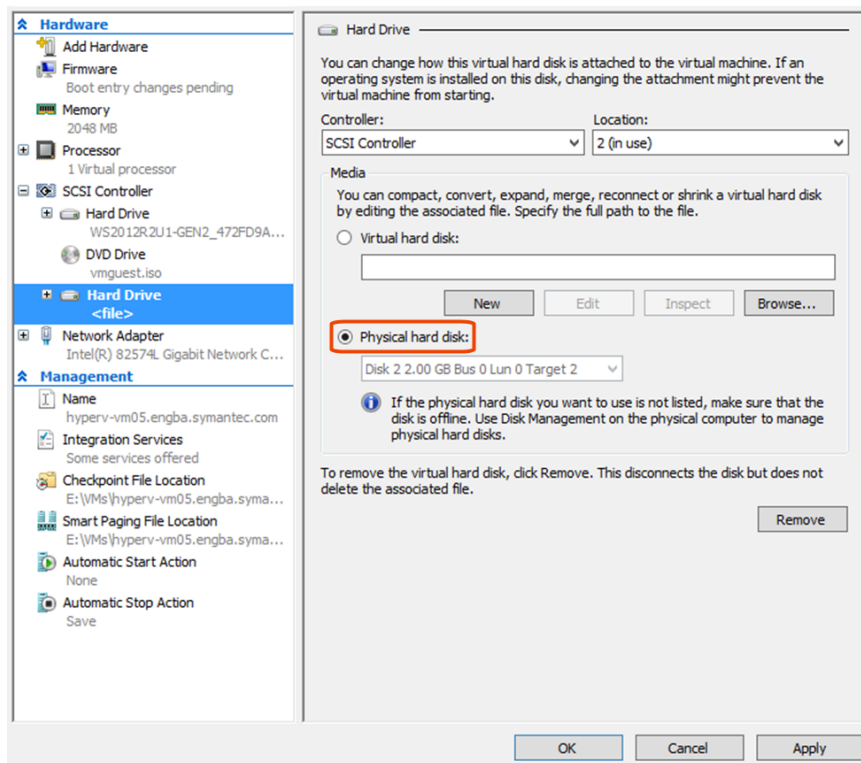 Hardware
Add Hardware
Firmware
Boot entry changes pending
Memory
2048 MB
Processor
1 Virtual processor
SCSI Controller
Hard Drive
WS2012R2U1-GEN2_472FD9A...
DVD Drive
vmguest.iso
Hard Drive
<file>
Network Adapter
Intel(R) 82574L Gigabit Network C...
Management
Name
hyperv-vm05.engba.symantec.com
Integration Services
Some services offered
Checkpoint File Location
E:\VMs\hyperv-vm05.engba.syma...
Smart Paging File Location
E:\VMs\hyperv-vm05.engba.syma...
Automatic Start Action
None
Automatic Stop Action
Save
Hard Drive
You can change how this virtual hard disk is attached to the virtual machine. If an
operating system is installed on this disk, changing the attachment might prevent the
virtual machine from starting.
Controller: Location:
SCSI Controller 2 (in use)
Media
You can compact, convert, expand, merge, reconnect or shrink a virtual hard disk
by editing the associated file. Specify the full path to the file.
Virtual hard disk:
New Edit Inspect Browse...
Physical hard disk:
Disk 2 2.00 GB Bus 0 Lun 0 Target 2
If the physical hard disk you want to use is not listed, make sure that the
disk is offline. Use Disk Management on the physical computer to manage
physical hard disks.
To remove the virtual hard disk, click Remove. This disconnects the disk but does not
delete the associated file.
Remove
OK Cancel Apply